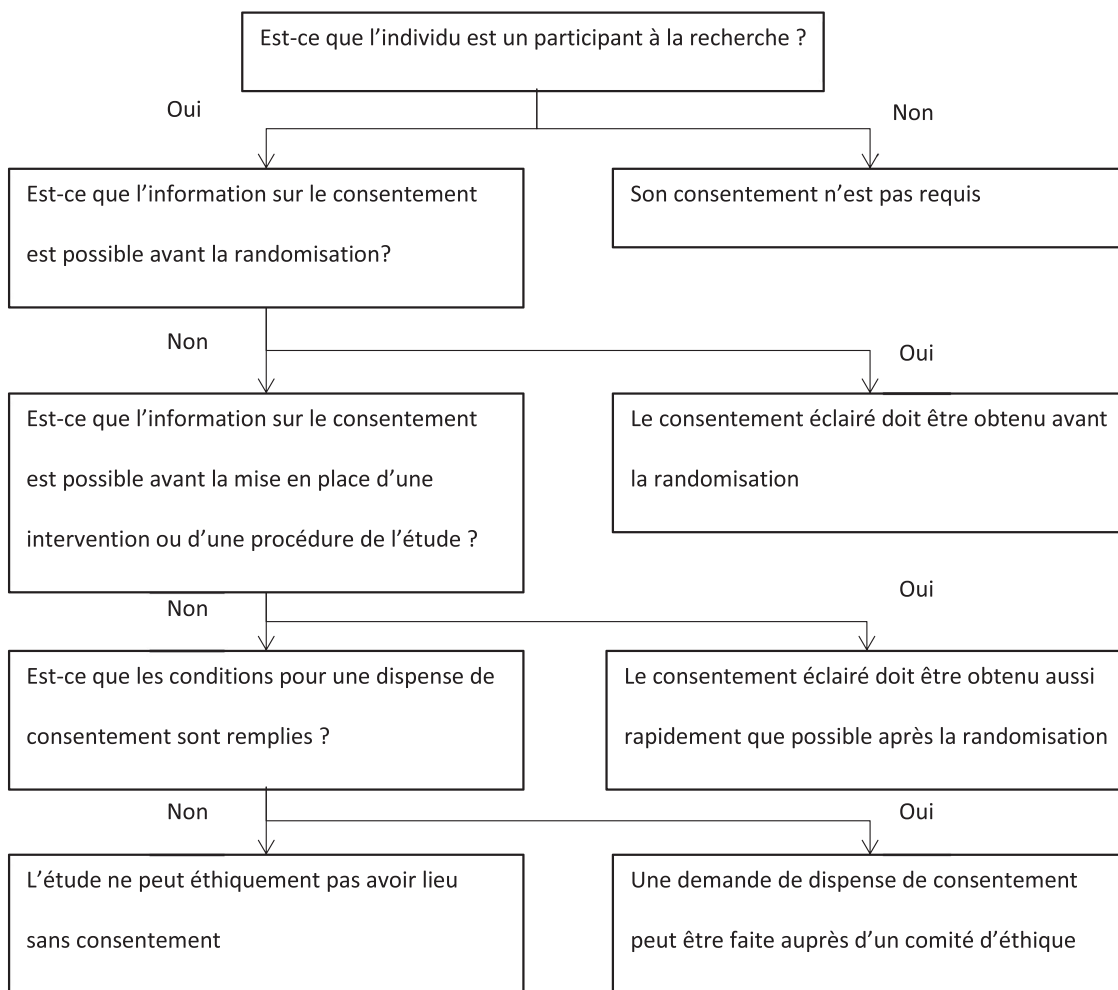 Est-ce que l’individu est un participant à la recherche ?
Oui
Non
Est-ce que l’information sur le consentement
est possible avant la randomisation?
Son consentement n’est pas requis
Non
Oui
Est-ce que l’information sur le consentement
est possible avant la mise en place d’une
intervention ou d’une procédure de l’étude ?
Le consentement éclairé doit être obtenu avant
la randomisation
Non
Oui
Est-ce que les conditions pour une dispense de
consentement sont remplies ?
Le consentement éclairé doit être obtenu aussi
rapidement que possible après la randomisation
Non
Oui
L’étude ne peut éthiquement pas avoir lieu
sans consentement
Une demande de dispense de consentement
peut être faite auprès d’un comité d’éthique